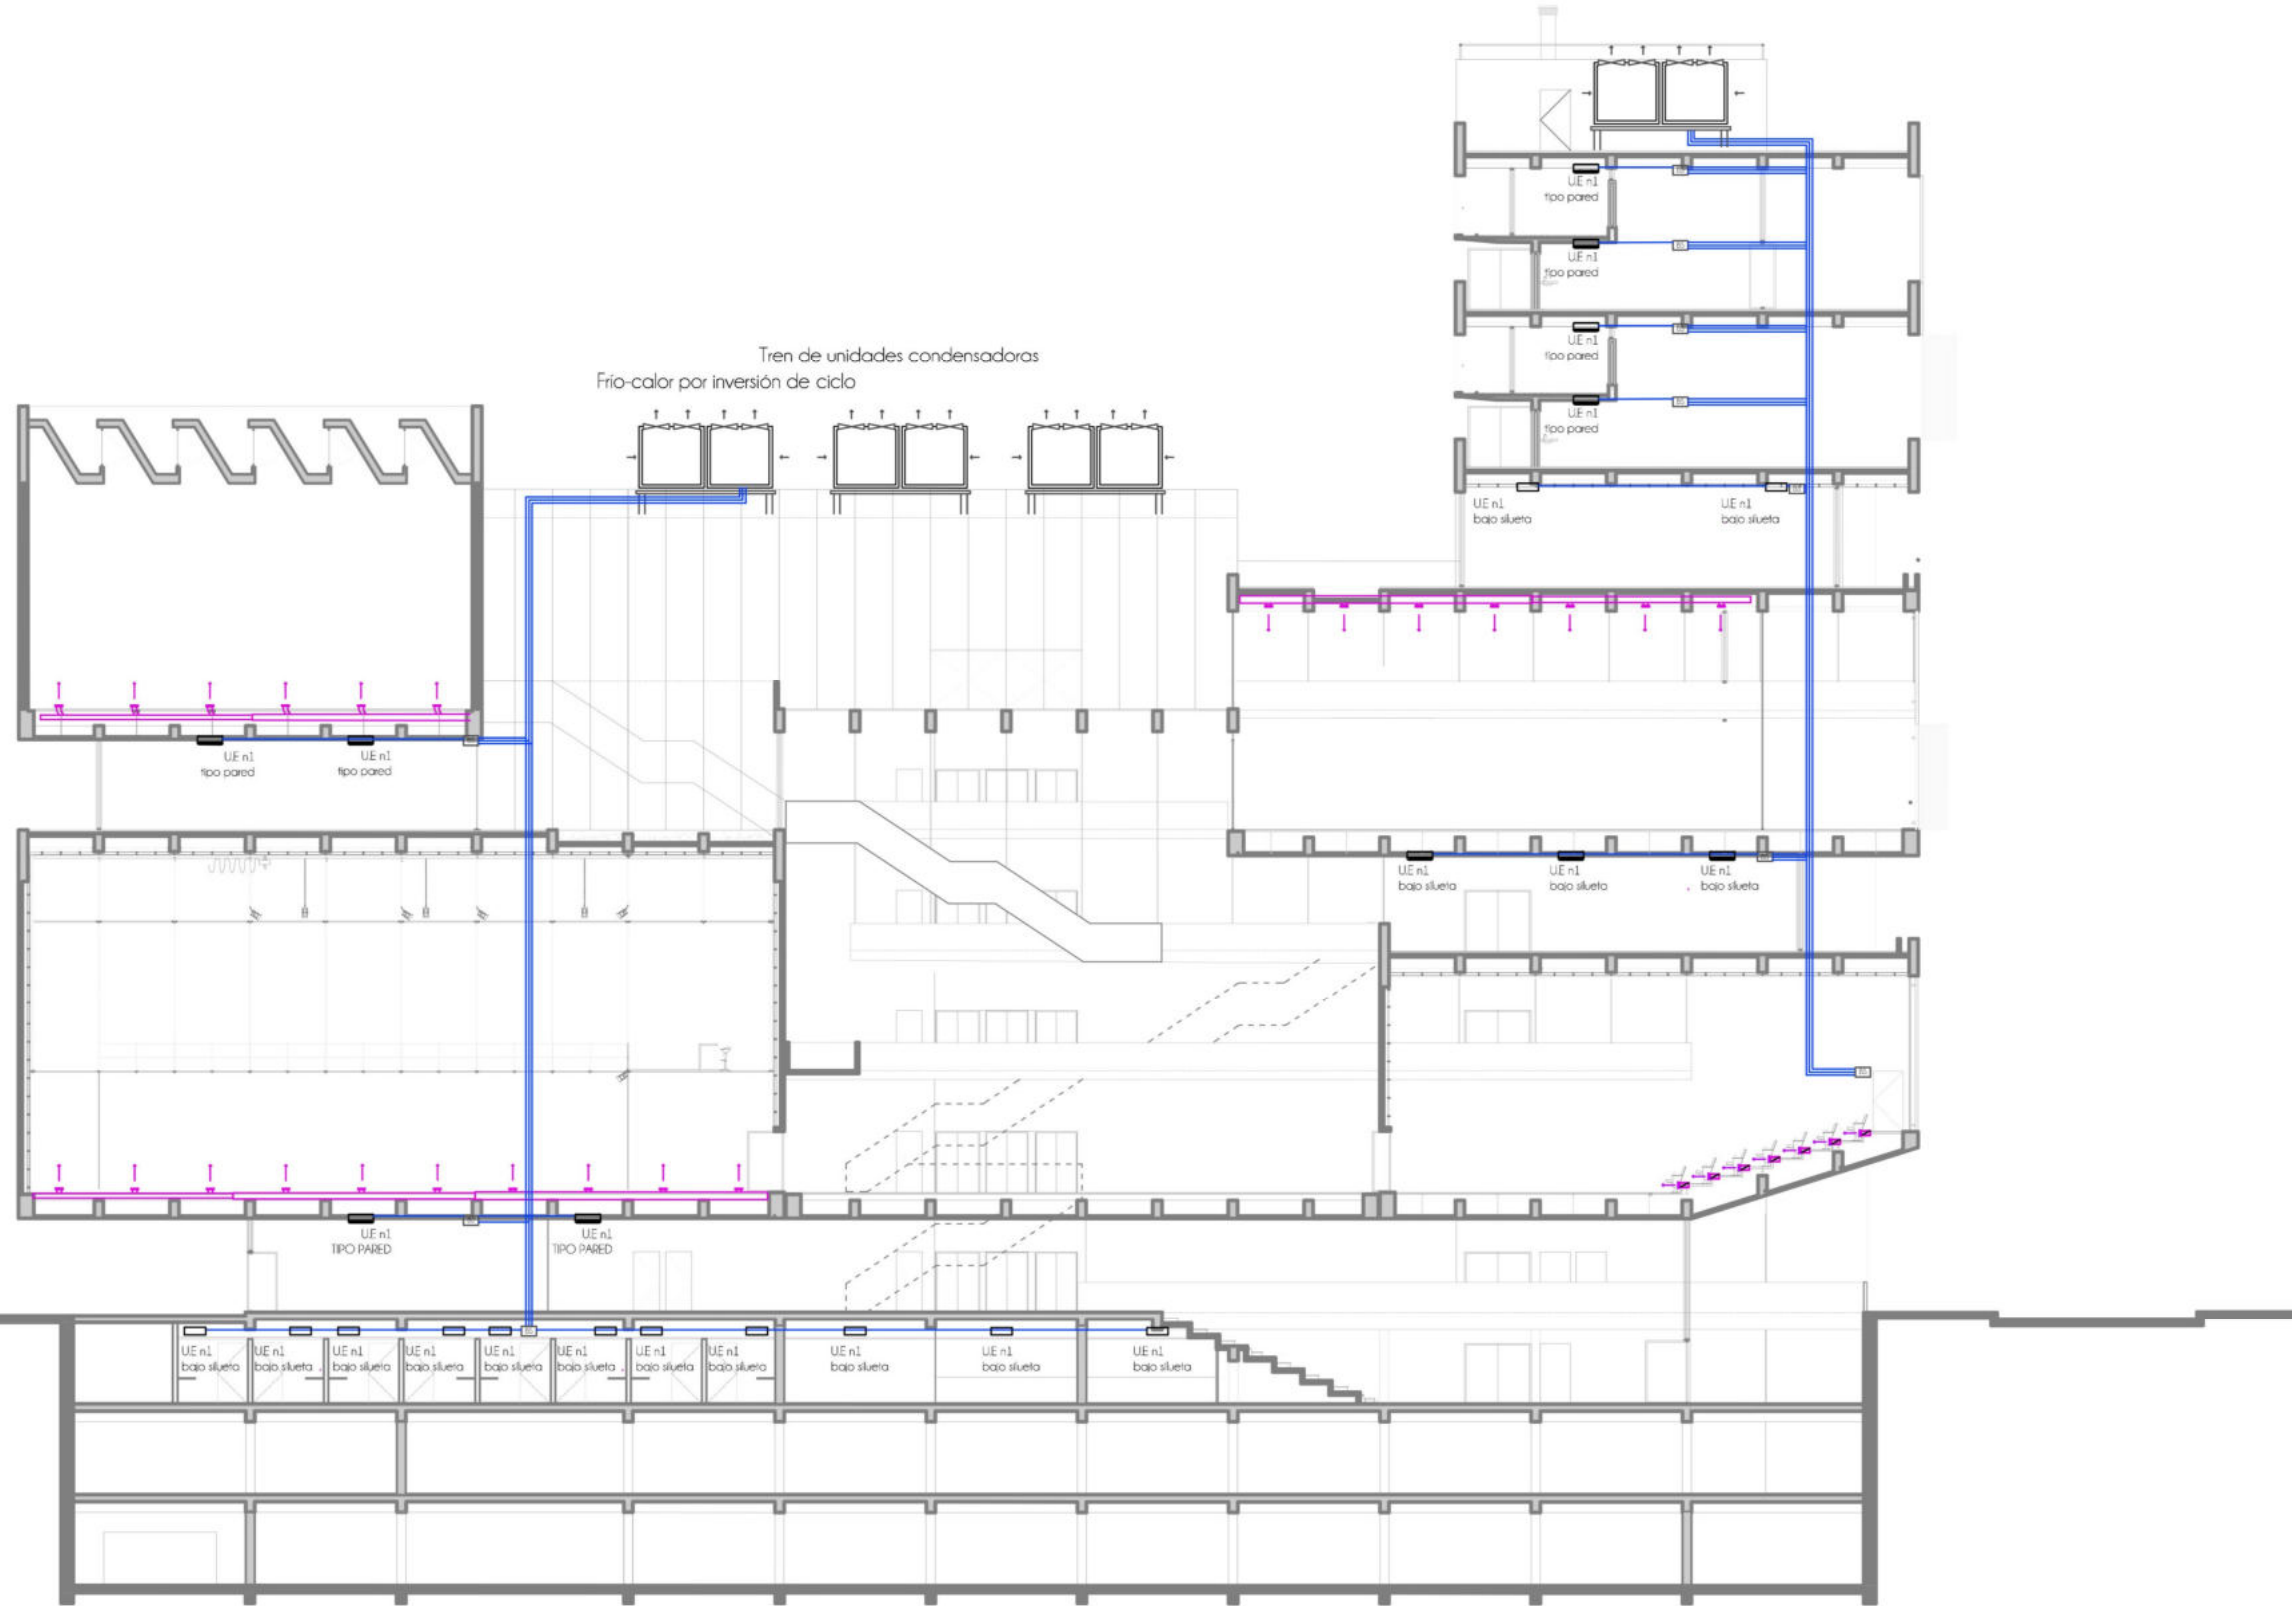 U.E n1
tipo pared
U.E n1
tipo pared
U.E n1
tipo pared
Tren de unidades condensadoras
Frío-calor por inversión de ciclo
U.E n1
tipo pared
U.E n1
bajo silueta
U.E n1
bajo silueta
U.E n1
tipo pared
U.E n1
tipo pared
U.E n1
bajo silueta
U.E n1
bajo silueta
U.E n1
bajo silueta
U.E n1
TIPO PARED
U.E n1
TIPO PARED
U.E n1
bajo silueta
U.E n1
bajo silueta
U.E n1
bajo silueta
U.E n1
bajo silueta
U.E n1
bajo silueta
U.E n1
bajo silueta
U.E n1
bajo silueta
U.E n1
bajo silueta
U.E n1
bajo silueta
U.E n1
bajo silueta
U.E n1
bajo silueta